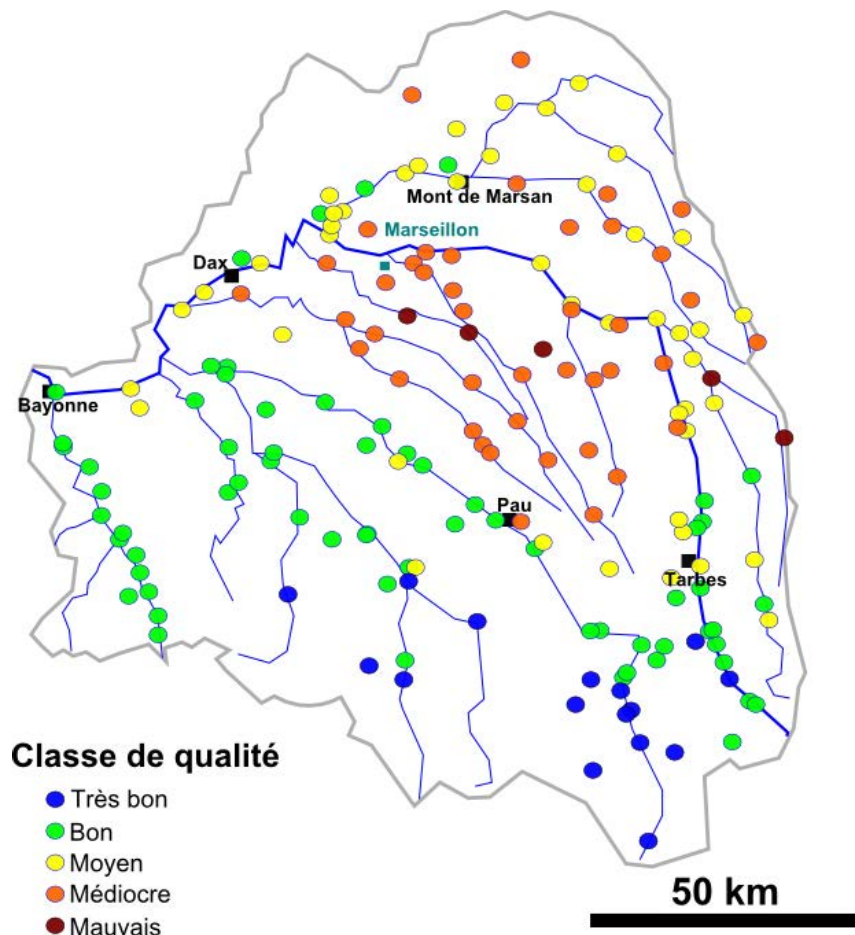 Mont de Marsan
Marseillon
Dax
Bayonne
Pau
Tarbes
Classe de qualité
Très bon
Bon
Moyen
Médiocre
Mauvais
50 km